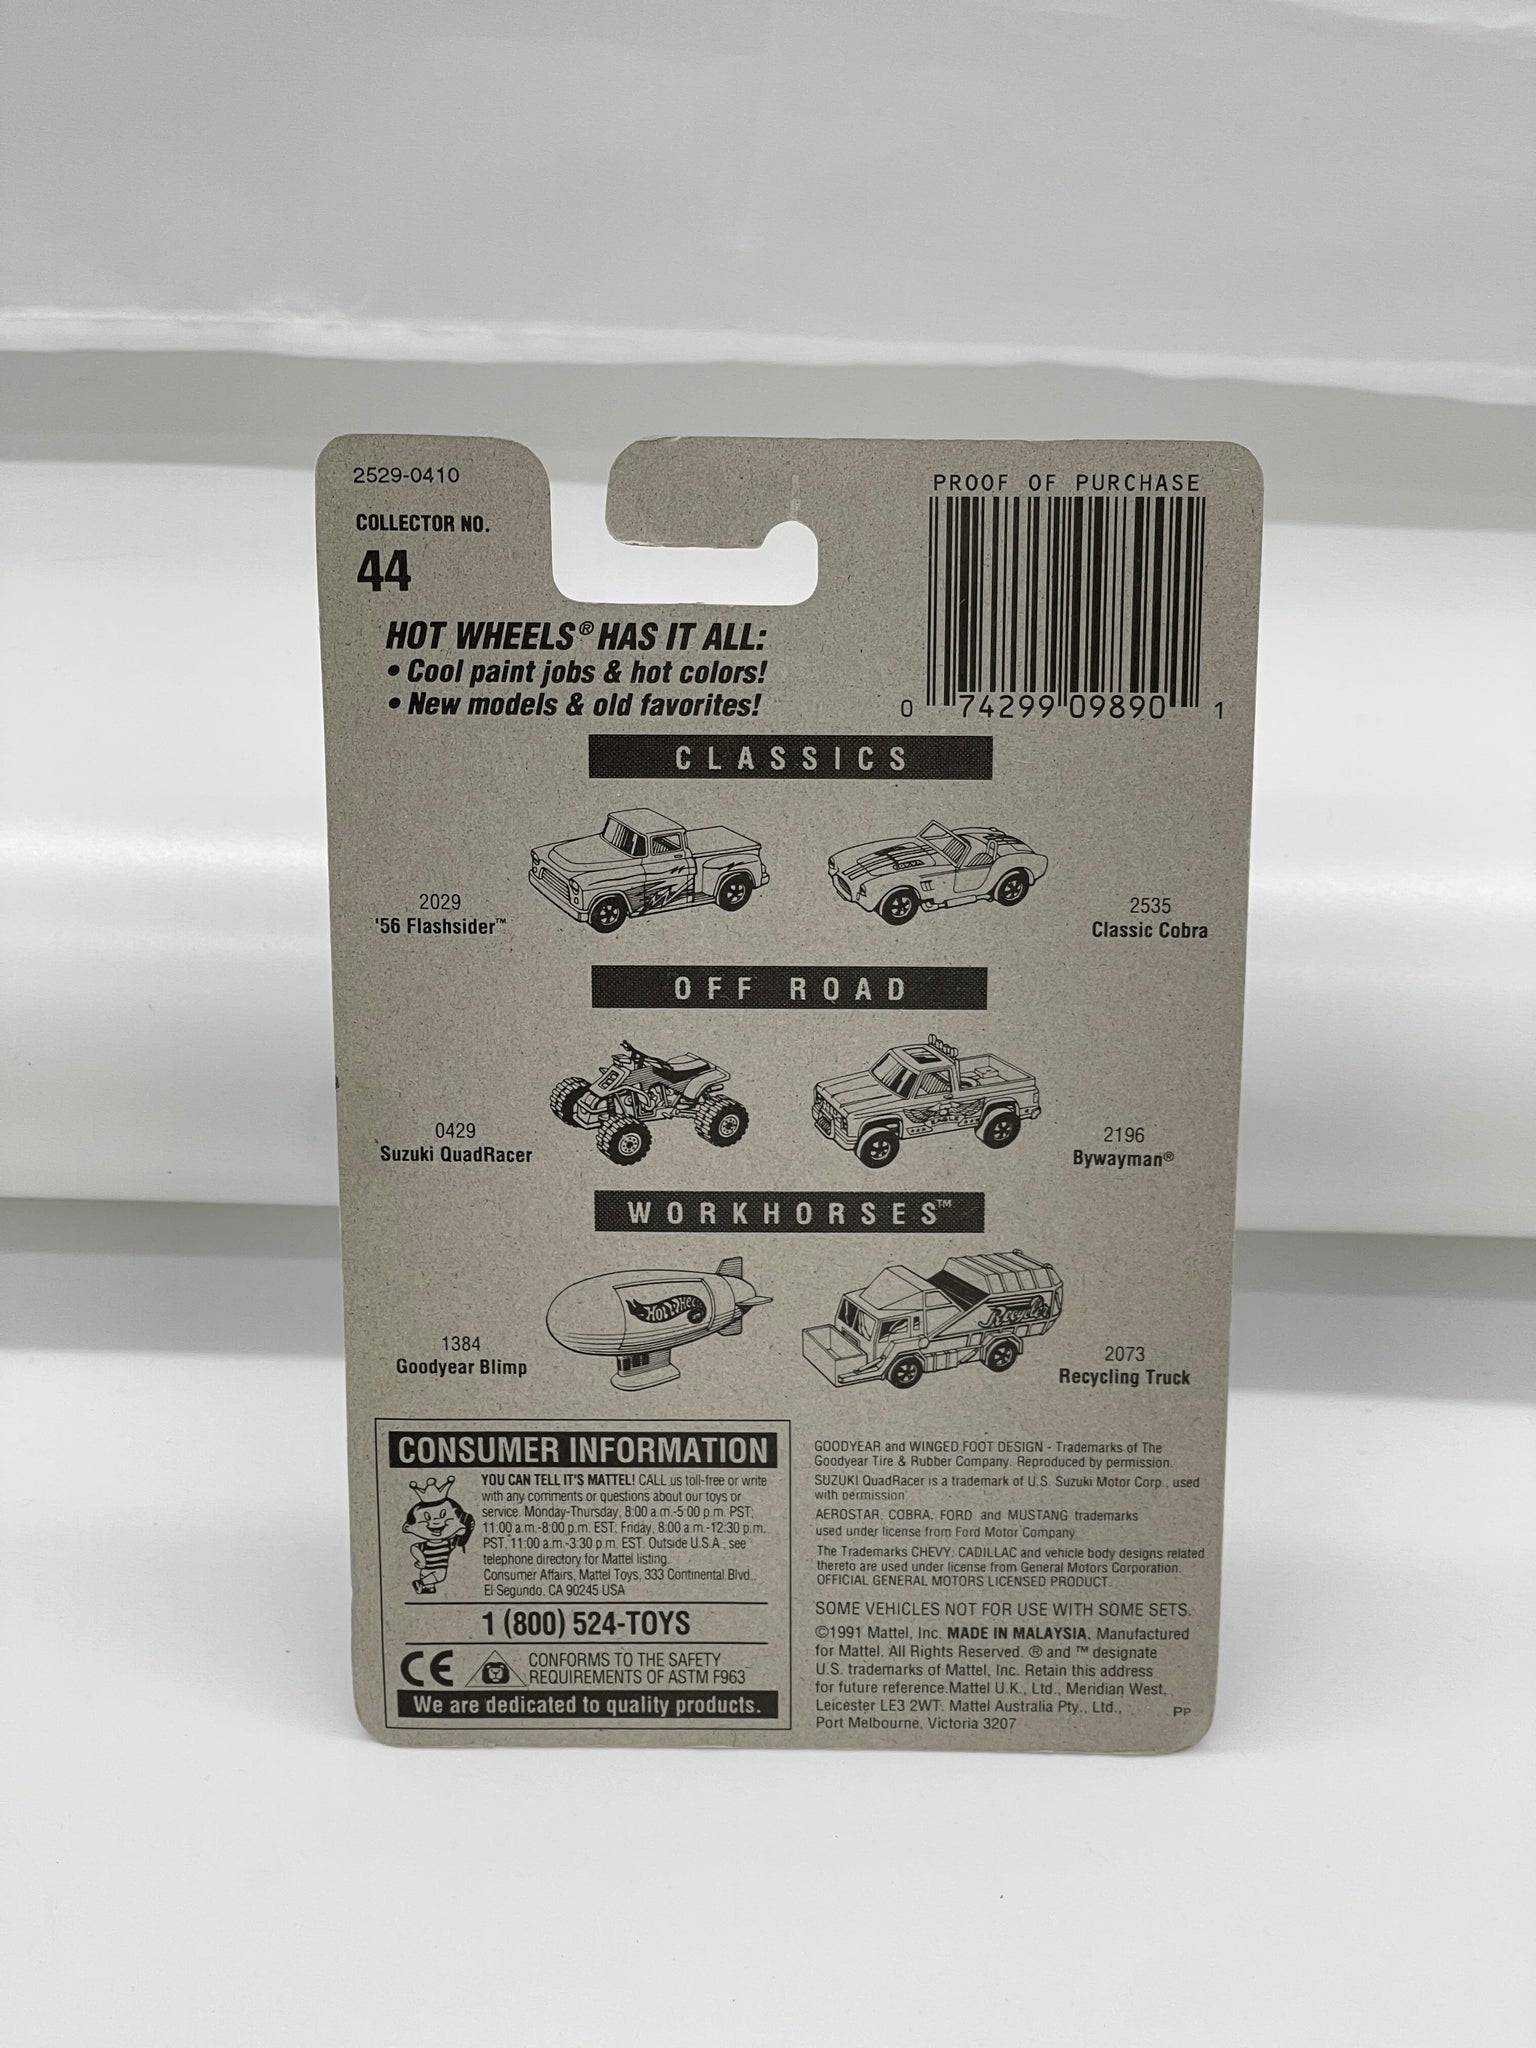 2529-0410
COLLECTOR NO.
44
PROOF OF PURCHASE
0 74299 09890 1
HOT WHEELS® HAS IT ALL:
• Cool paint jobs & hot colors!
• New models & old favorites!
CLASSICS
2029
'56 Flashsider™
2535
Classic Cobra
OFF ROAD
0429
Suzuki QuadRacer
EAGLE
2196
Bywayman®
WORKHORSES™
HOT WHEELS
1384
Goodyear Blimp
Recycler
2073
Recycling Truck
CONSUMER INFORMATION
YOU CAN TELL IT'S MATTEL! CALL us toll-free or write
with any comments or questions about our toys or
service. Monday-Thursday, 8:00 a.m.-5:00 p.m. PST;
11:00 a.m.-8:00 p.m. EST, Friday, 8:00 a.m.-12:30 p.m.
PST, 11:00 a.m.-3:30 p.m. EST. Outside U.S.A., see
telephone directory for Mattel listing.
Consumer Affairs, Mattel Toys, 333 Continental Blvd.,
El Segundo, CA 90245 USA
1 (800) 524-TOYS
CE
CONFORMS TO THE SAFETY
REQUIREMENTS OF ASTM F963
We are dedicated to quality products.
GOODYEAR and WINGED FOOT DESIGN - Trademarks of The
Goodyear Tire & Rubber Company. Reproduced by permission.
SUZUKI QuadRacer is a trademark of U.S. Suzuki Motor Corp., used
with permission
AEROSTAR, COBRA, FORD and MUSTANG trademarks
used under license from Ford Motor Company.
The Trademarks CHEVY, CADILLAC and vehicle body designs related
thereto are used under license from General Motors Corporation.
OFFICIAL GENERAL MOTORS LICENSED PRODUCT.
SOME VEHICLES NOT FOR USE WITH SOME SETS.
©1991 Mattel, Inc. MADE IN MALAYSIA. Manufactured
for Mattel. All Rights Reserved. ® and ™ designate
U.S. trademarks of Mattel, Inc. Retain this address
for future reference.Mattel U.K., Ltd., Meridian West,
Leicester LE3 2WT. Mattel Australia Pty., Ltd.,
Port Melbourne, Victoria 3207
PP